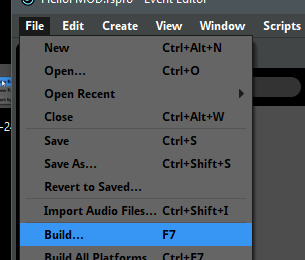 HelloFMOD.fspro - Event Editor
File Edit Create View Window Scripts
New Ctrl+Alt+N
Open... Ctrl+O
Open Recent
Close Ctrl+Alt+W
Save Ctrl+S
Save As... Ctrl+Shift+S
Revert to Saved...
Import Audio Files... Ctrl+Shift+I
Build... F7
Build All Platforms Ctrl+F7